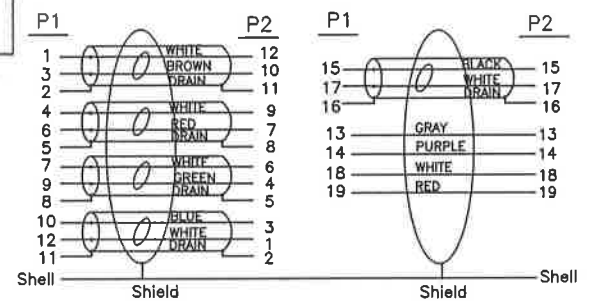 P1 P2 P1 P2
1 WHITE 12
3 BROWN 10
2 DRAIN 11
4 WHITE 9
6 RED 7
5 DRAIN 8
7 WHITE 6
9 GREEN 4
8 DRAIN 5
10 BLUE 3
12 WHITE 1
11 DRAIN 2
15 BLACK 15
17 WHITE 17
16 DRAIN 16
13 GRAY 13
14 PURPLE 14
18 WHITE 18
19 RED 19
Shell Shell
Shield Shield